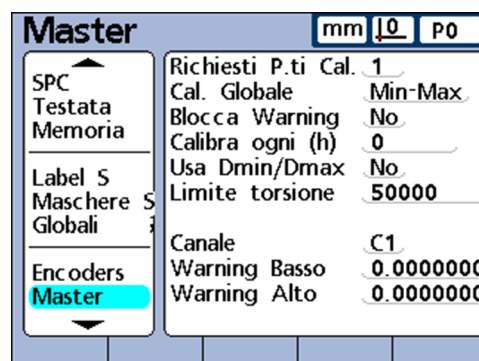 Master
mm 0 P0
SPC
Testata
Memoria
Label S
Maschere S
Globali
Encoders
Master
Richiesti P.ti Cal. 1
Cal. Globale Min-Max
Blocca Warning No
Calibra ogni (h) 0
Usa Dmin/Dmax No
Limite torsione 50000
Canale C1
Warning Basso 0.0000000
Warning Alto 0.0000000